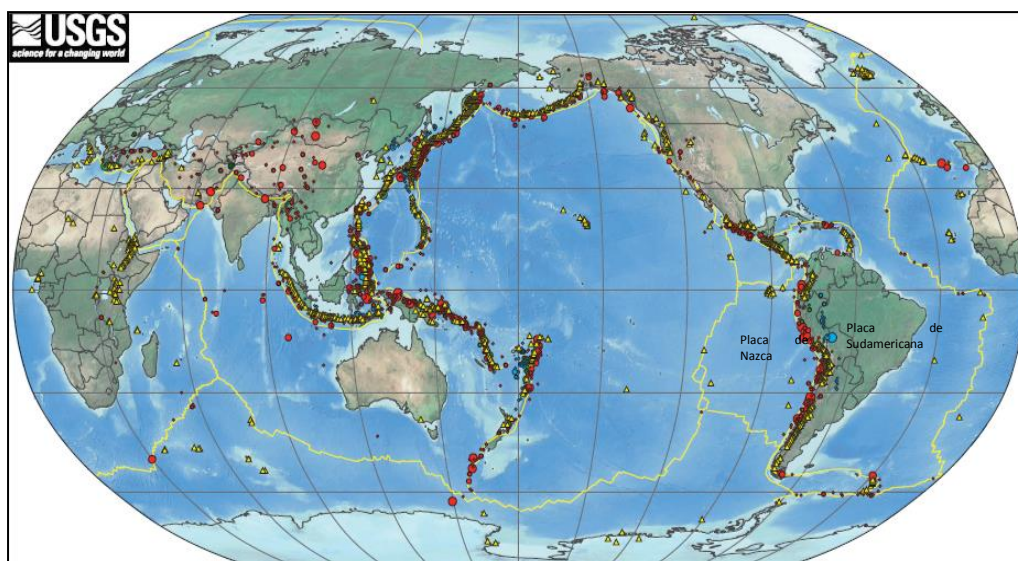 USGS
science for a changing world
Placa de
Nazca
Placa de
Sudamericana